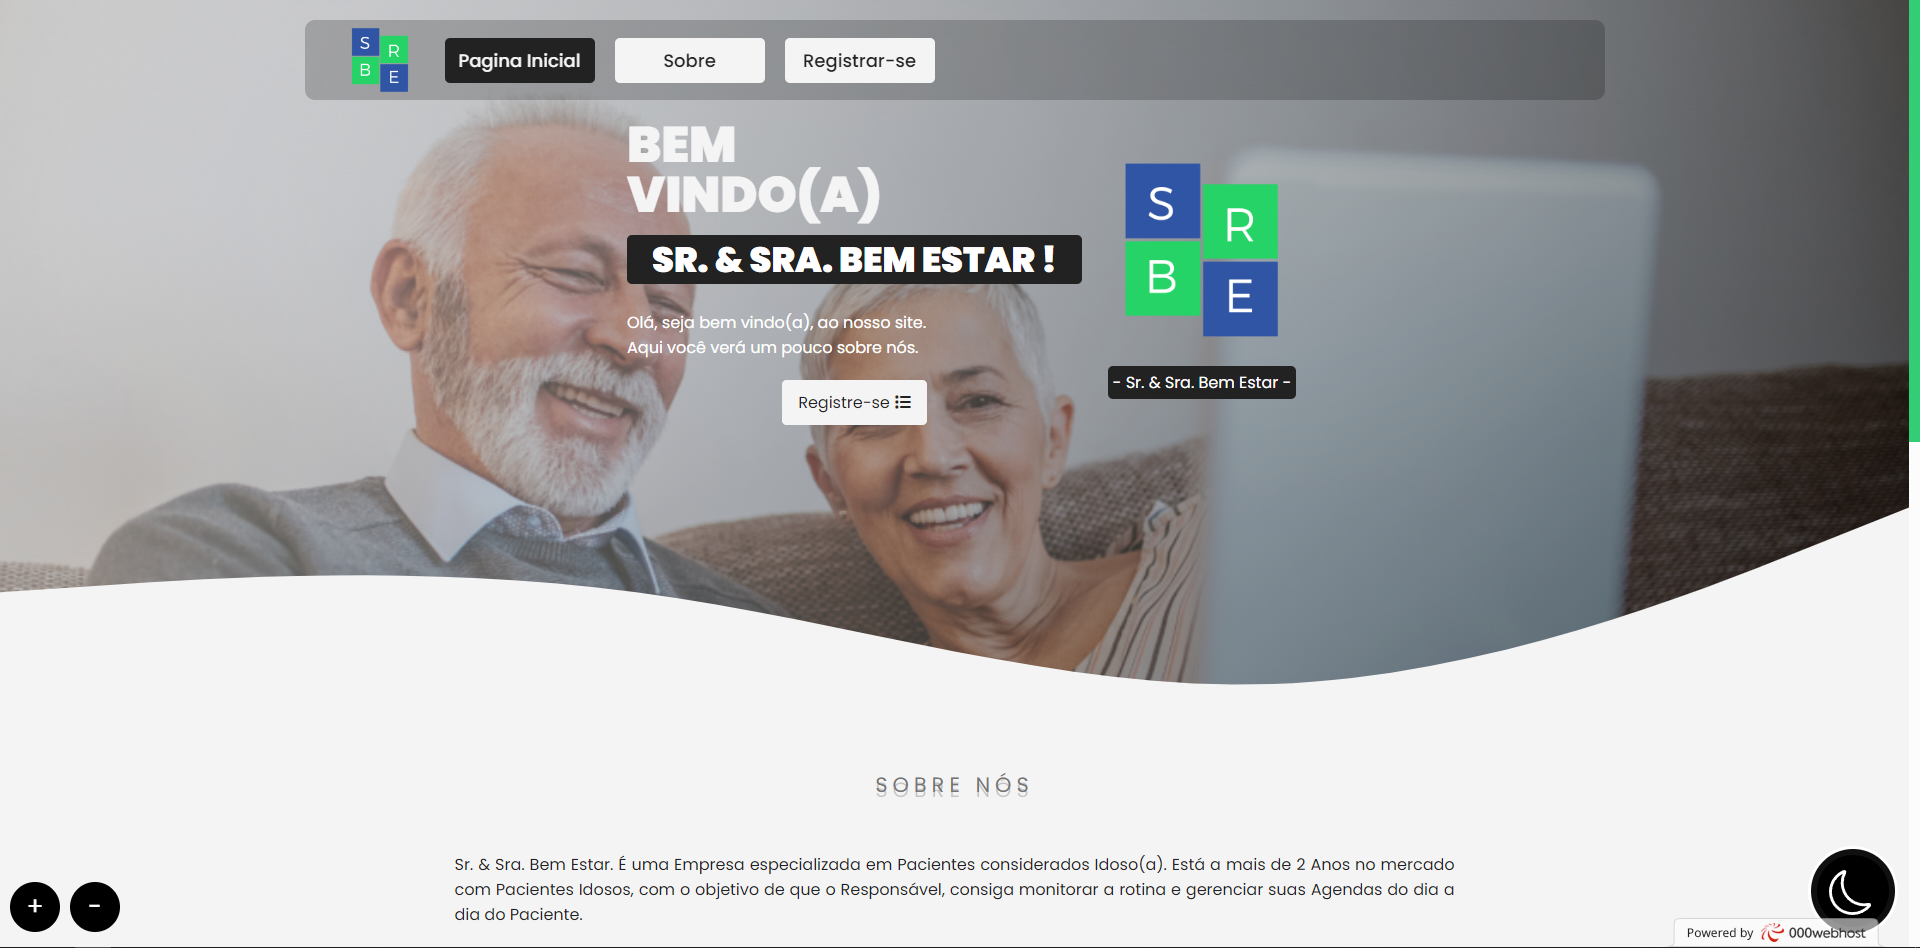 S
R
B
E
Pagina Inicial
Sobre
Registrar-se
BEM
VINDO(A)
SR. & SRA. BEM ESTAR !
Olá, seja bem vindo(a), ao nosso site.
Aqui você verá um pouco sobre nós.
Registre-se
S
R
B
E
- Sr. & Sra. Bem Estar -
SOBRE NÓS
Sr. & Sra. Bem Estar. É uma Empresa especializada em Pacientes considerados Idoso(a). Está a mais de 2 Anos no mercado
com Pacientes Idosos, com o objetivo de que o Responsável, consiga monitorar a rotina e gerenciar suas Agendas do dia a
dia do Paciente.
+
-
Powered by 000webhost